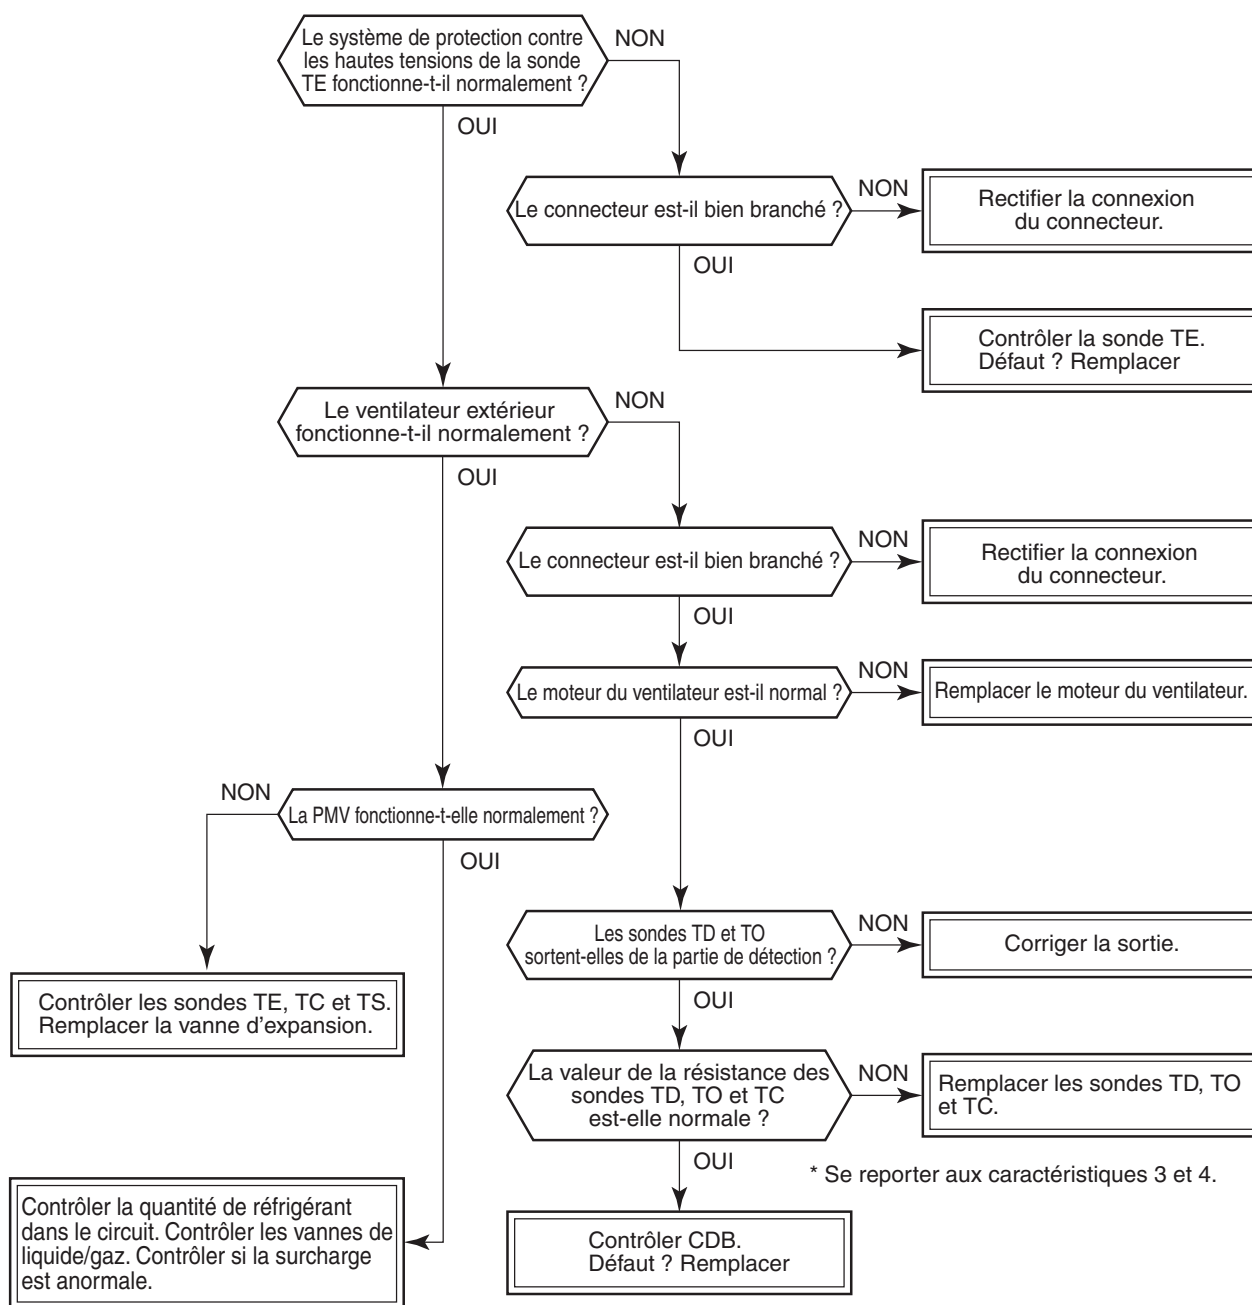 Le système de protection contre
les hautes tensions de la sonde
TE fonctionne-t-il normalement ?
NON
OUI
Le connecteur est-il bien branché ?
NON
Rectifier la connexion
du connecteur.
OUI
Contrôler la sonde TE.
Défaut ? Remplacer
Le ventilateur extérieur
fonctionne-t-il normalement ?
NON
OUI
Le connecteur est-il bien branché ?
NON
Rectifier la connexion
du connecteur.
OUI
Le moteur du ventilateur est-il normal ?
NON
Remplacer le moteur du ventilateur.
OUI
NON
La PMV fonctionne-t-elle normalement ?
OUI
Les sondes TD et TO
sortent-elles de la partie de détection ?
NON
Corriger la sortie.
OUI
Contrôler les sondes TE, TC et TS.
Remplacer la vanne d'expansion.
La valeur de la résistance des
sondes TD, TO et TC
est-elle normale ?
NON
Remplacer les sondes TD, TO
et TC.
OUI
* Se reporter aux caractéristiques 3 et 4.
Contrôler la quantité de réfrigérant
dans le circuit. Contrôler les vannes de
liquide/gaz. Contrôler si la surcharge
est anormale.
Contrôler CDB.
Défaut ? Remplacer